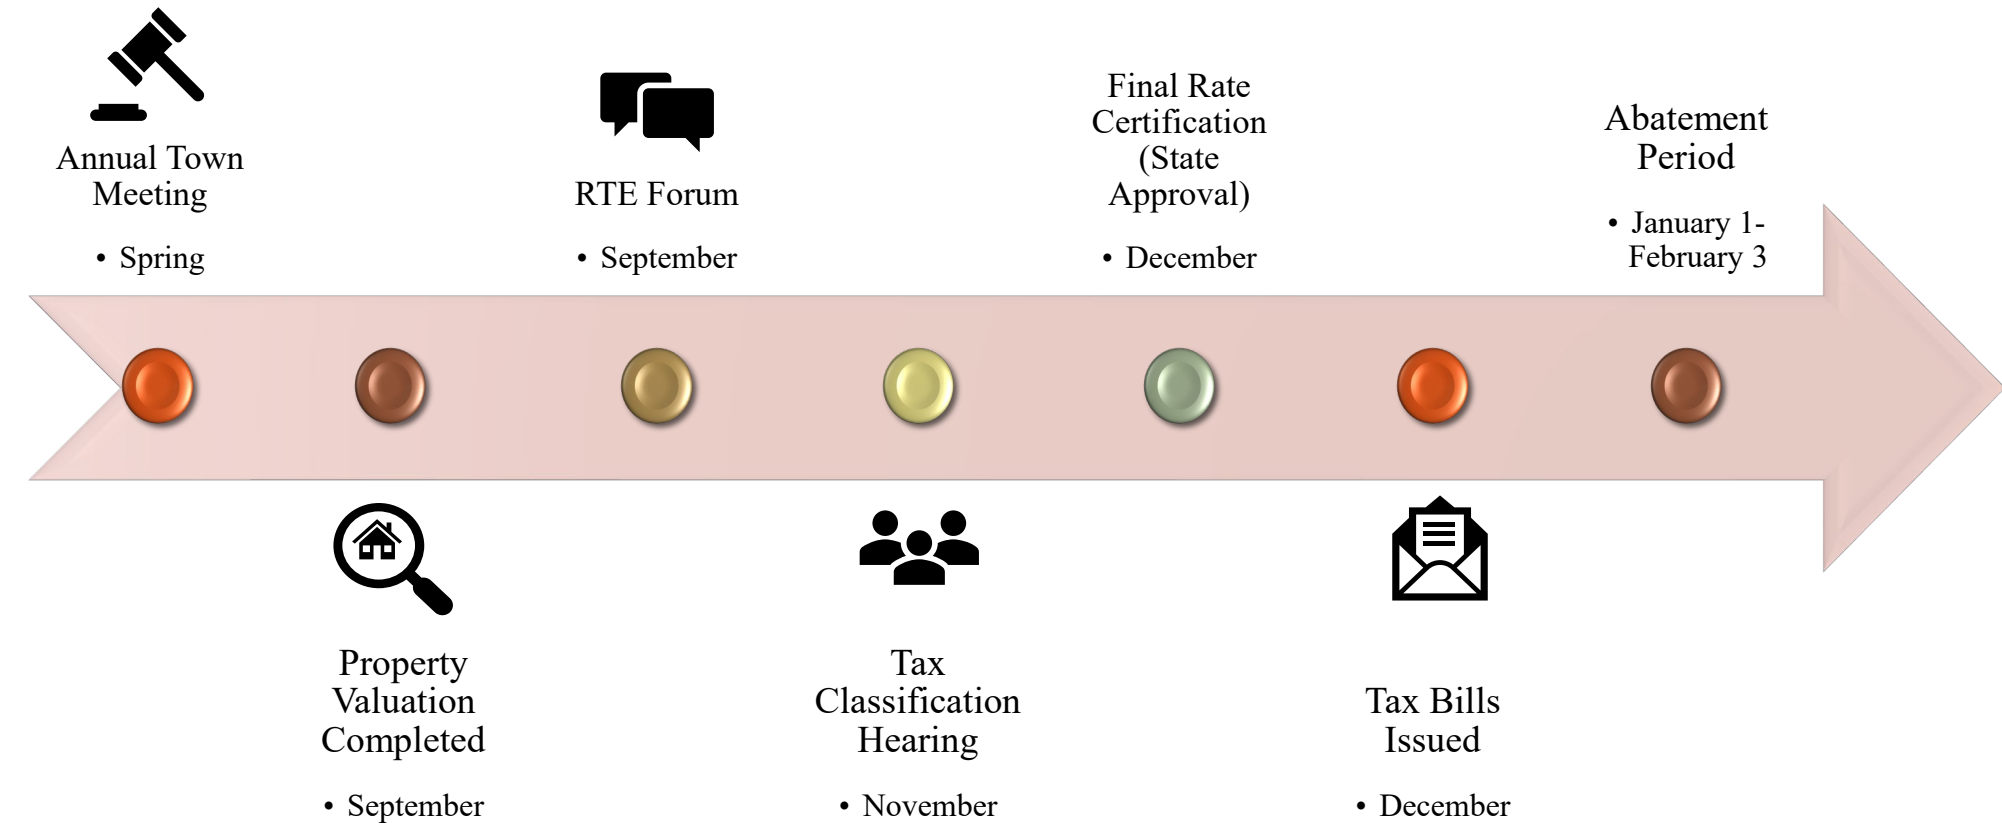 Annual Town
Meeting
• Spring
Property
Valuation
Completed
• September
RTE Forum
• September
Tax
Classification
Hearing
• November
Final Rate
Certification
(State
Approval)
• December
Tax Bills
Issued
• December
Abatement
Period
• January 1-
February 3